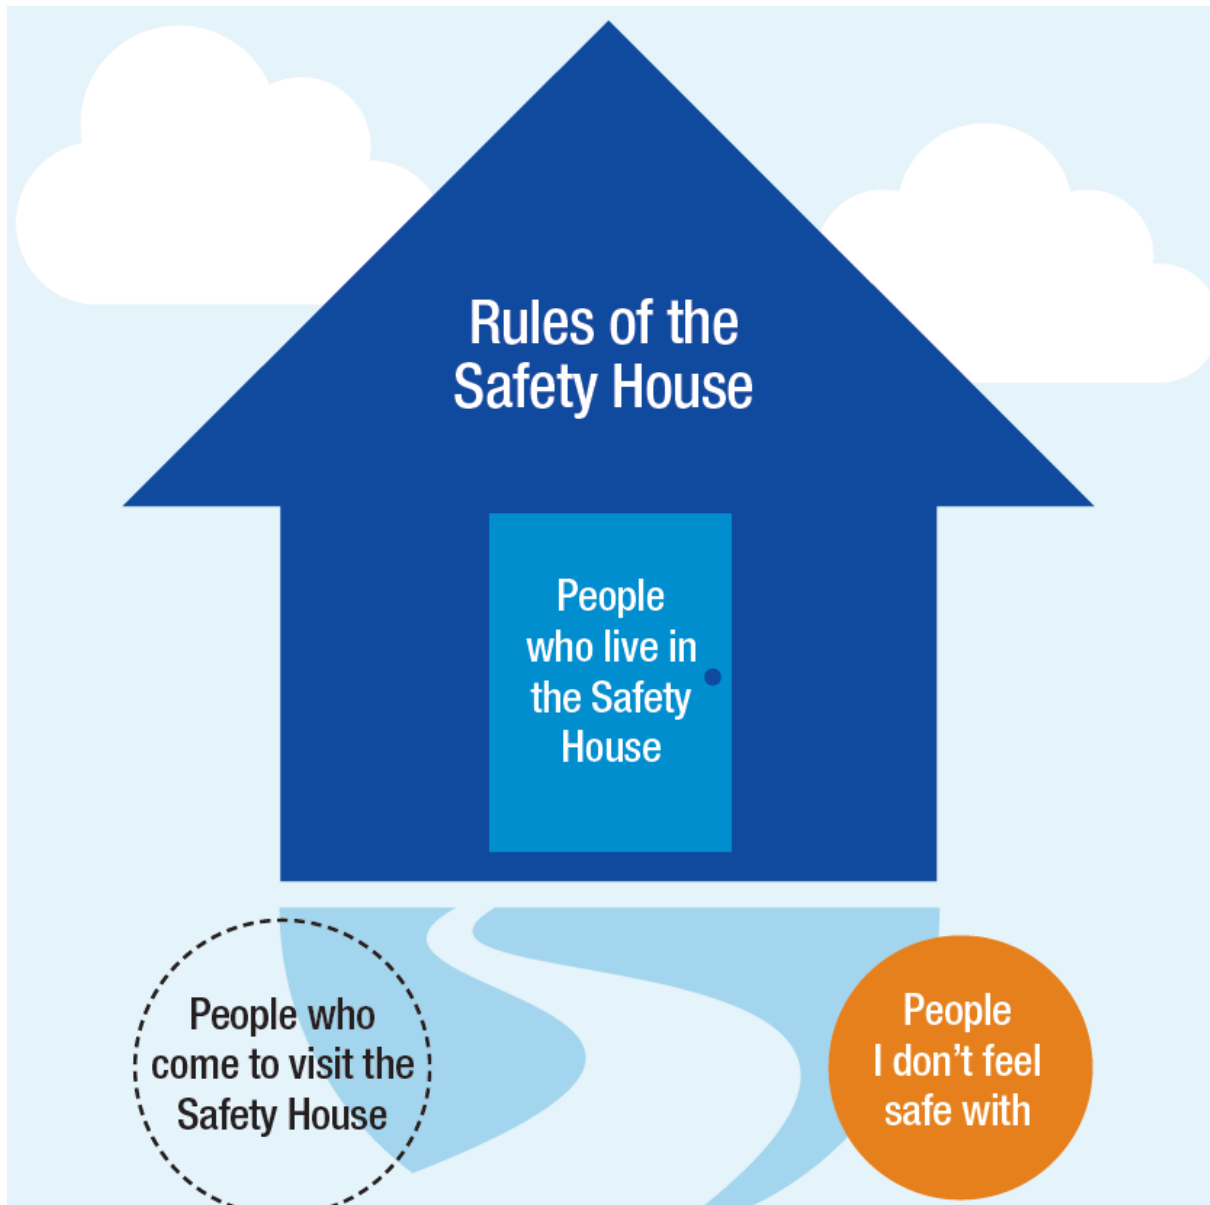 Rules of the
Safety House
People
who live in
the Safety
House
People who
come to visit the
Safety House
People
I don't feel
safe with